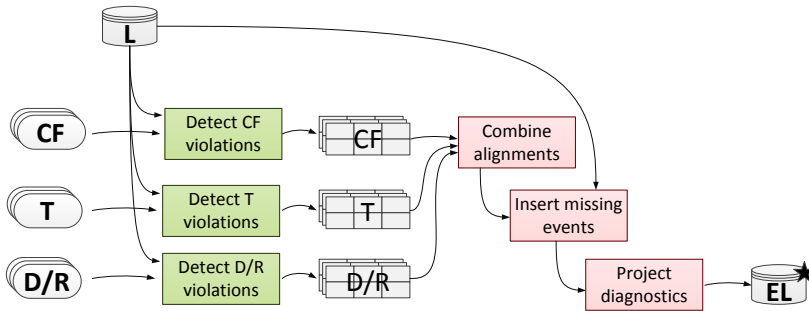 L
CF
Detect CF
violations
CF
Combine
alignments
T
Detect T
violations
T
Insert missing
events
D/R
Detect D/R
violations
D/R
Project
diagnostics
EL